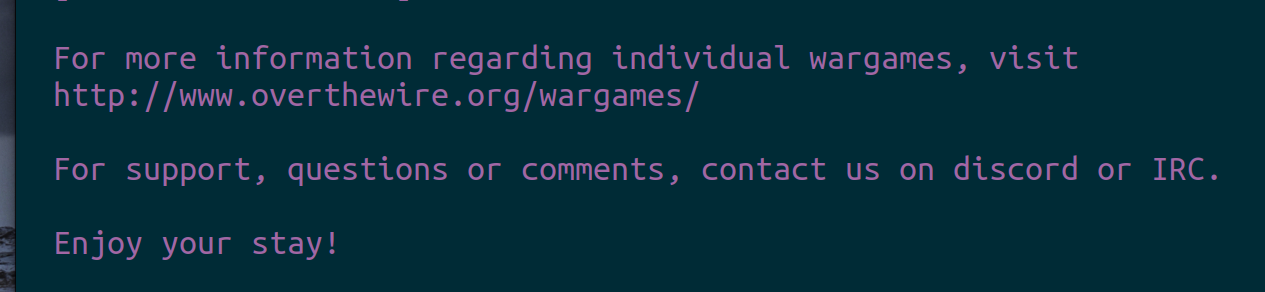 For more information regarding individual wargames, visit
http://www.overthewire.org/wargames/
For support, questions or comments, contact us on discord or IRC.
Enjoy your stay!